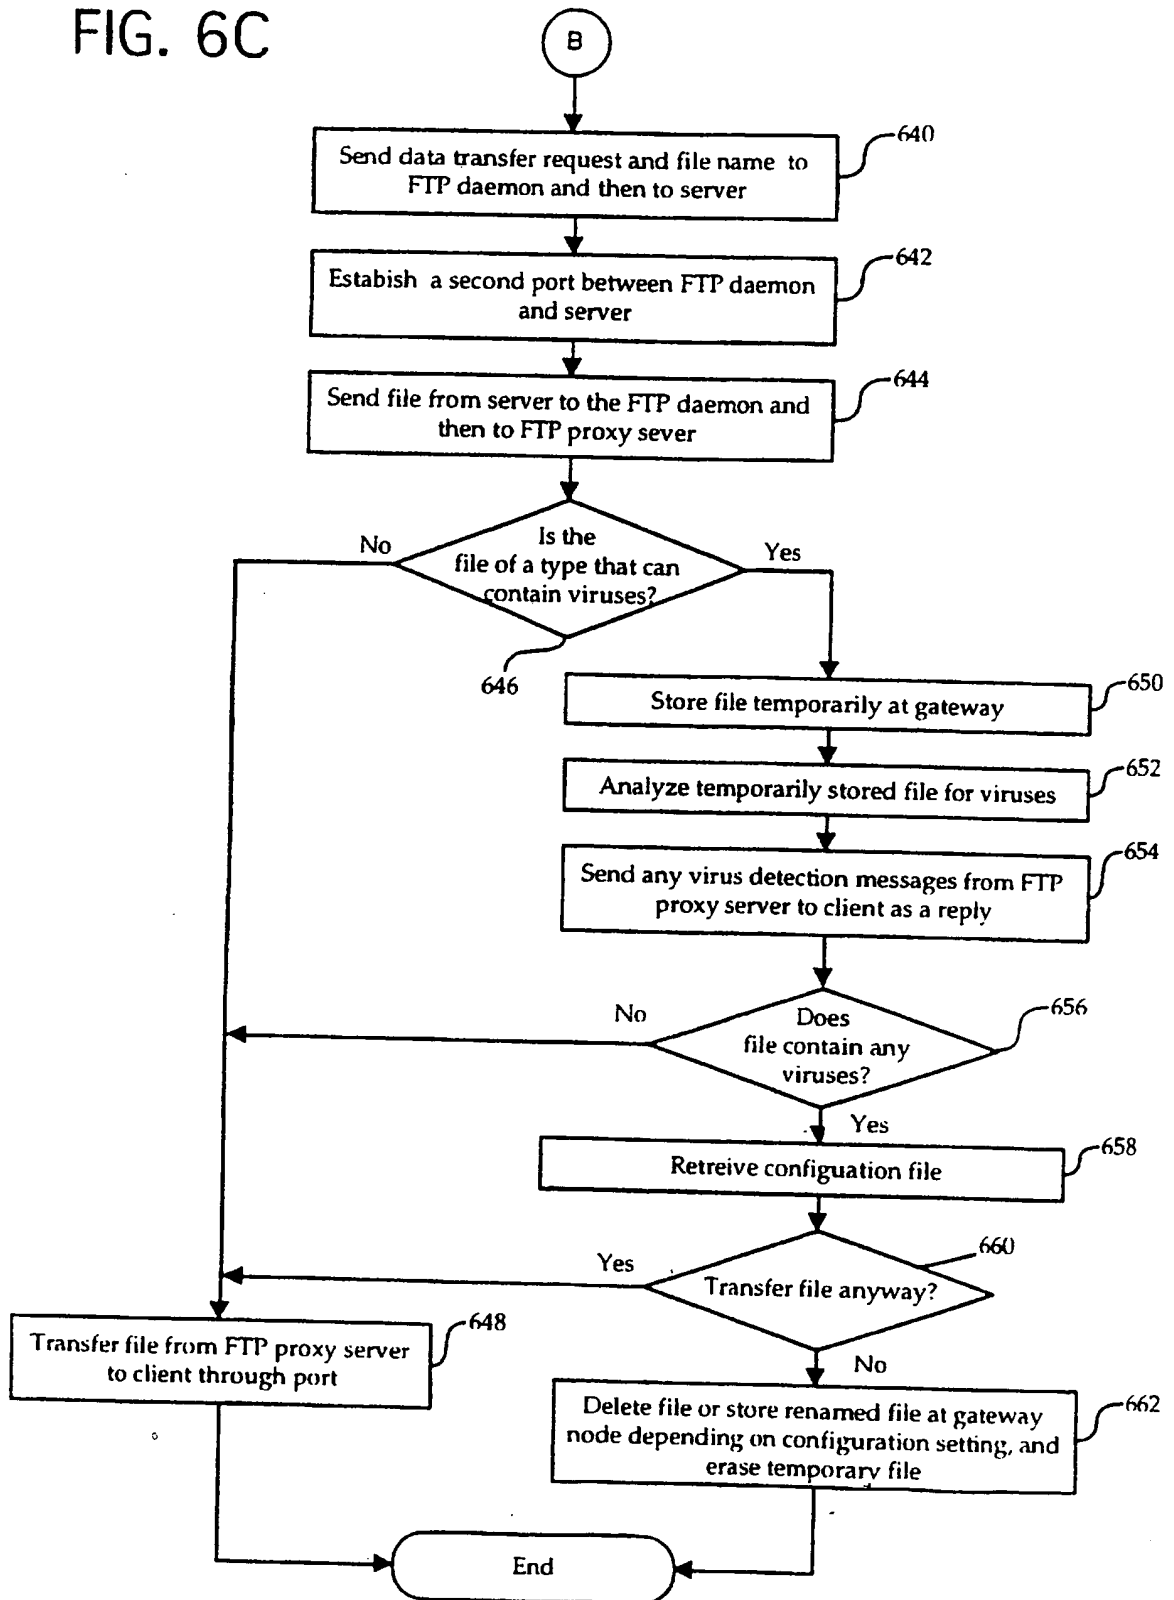 FIG. 6C
B
640
Send data transfer request and file name to
FTP daemon and then to server
642
Estabish a second port between FTP daemon
and server
644
Send file from server to the FTP daemon and
then to FTP proxy sever
No
Is the
file of a type that can
contain viruses?
Yes
646
650
Store file temporarily at gateway
652
Analyze temporarily stored file for viruses
654
Send any virus detection messages from FTP
proxy server to client as a reply
No
Does
file contain any
viruses?
656
Yes
658
Retreive configuation file
Yes
Transfer file anyway?
660
648
Transfer file from FTP proxy server
to client through port
No
662
Delete file or store renamed file at gateway
node depending on configuration setting, and
erase temporary file
End